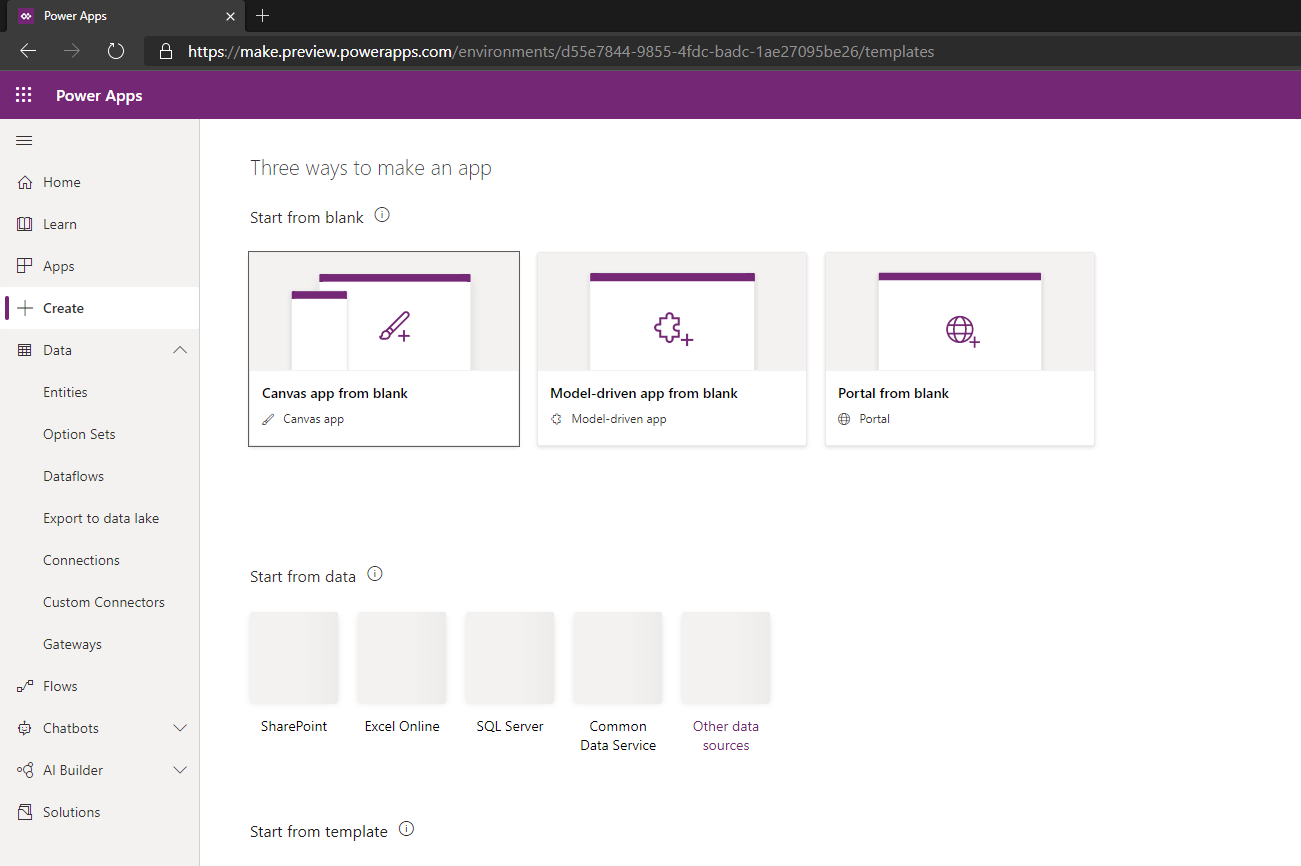 Power Apps
https://make.preview.powerapps.com/environments/d55e7844-9855-4fdc-badc-1ae27095be26/templates
Power Apps
Home
Learn
Apps
Create
Data
Entities
Option Sets
Dataflows
Export to data lake
Connections
Custom Connectors
Gateways
Flows
Chatbots
AI Builder
Solutions
Three ways to make an app
Start from blank
Canvas app from blank
Canvas app
Model-driven app from blank
Model-driven app
Portal from blank
Portal
Start from data
SharePoint
Excel Online
SQL Server
Common
Data Service
Other data
sources
Start from template